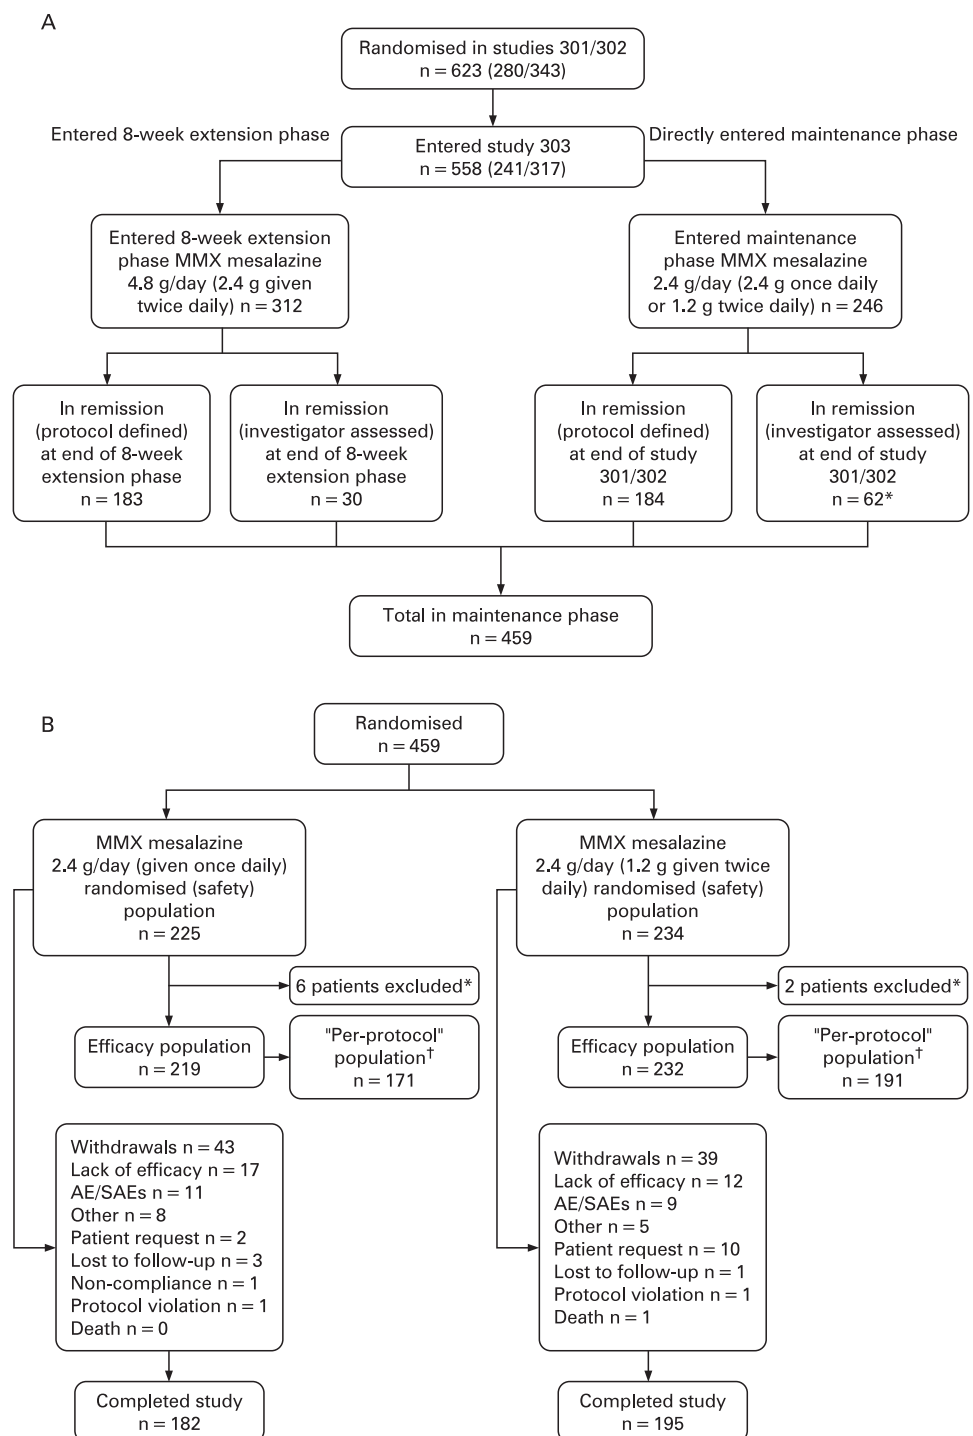 A
Randomised in studies 301/302
n = 623 (280/343)
Entered 8-week extension phase
Directly entered maintenance phase
Entered study 303
n = 558 (241/317)
Entered 8-week extension
phase MMX mesalazine
4.8 g/day (2.4 g given
twice daily) n = 312
Entered maintenance
phase MMX mesalazine
2.4 g/day (2.4 g once daily
or 1.2 g twice daily) n = 246
In remission
(protocol defined)
at end of 8-week
extension phase
n = 183
In remission
(investigator assessed)
at end of 8-week
extension phase
n = 30
In remission
(protocol defined)
at end of study
301/302
n = 184
In remission
(investigator assessed)
at end of study
301/302
n = 62*
Total in maintenance phase
n = 459
B
Randomised
n = 459
MMX mesalazine
2.4 g/day (given once daily)
randomised (safety)
population
n = 225
6 patients excluded*
Efficacy population
n = 219
"Per-protocol"
population†
n = 171
Withdrawals n = 43
Lack of efficacy n = 17
AE/SAEs n = 11
Other n = 8
Patient request n = 2
Lost to follow-up n = 3
Non-compliance n = 1
Protocol violation n = 1
Death n = 0
Completed study
n = 182
MMX mesalazine
2.4 g/day (1.2 g given twice
daily) randomised (safety)
population
n = 234
2 patients excluded*
Efficacy population
n = 232
"Per-protocol"
population†
n = 191
Withdrawals n = 39
Lack of efficacy n = 12
AE/SAEs n = 9
Other n = 5
Patient request n = 10
Lost to follow-up n = 1
Protocol violation n = 1
Death n = 1
Completed study
n = 195